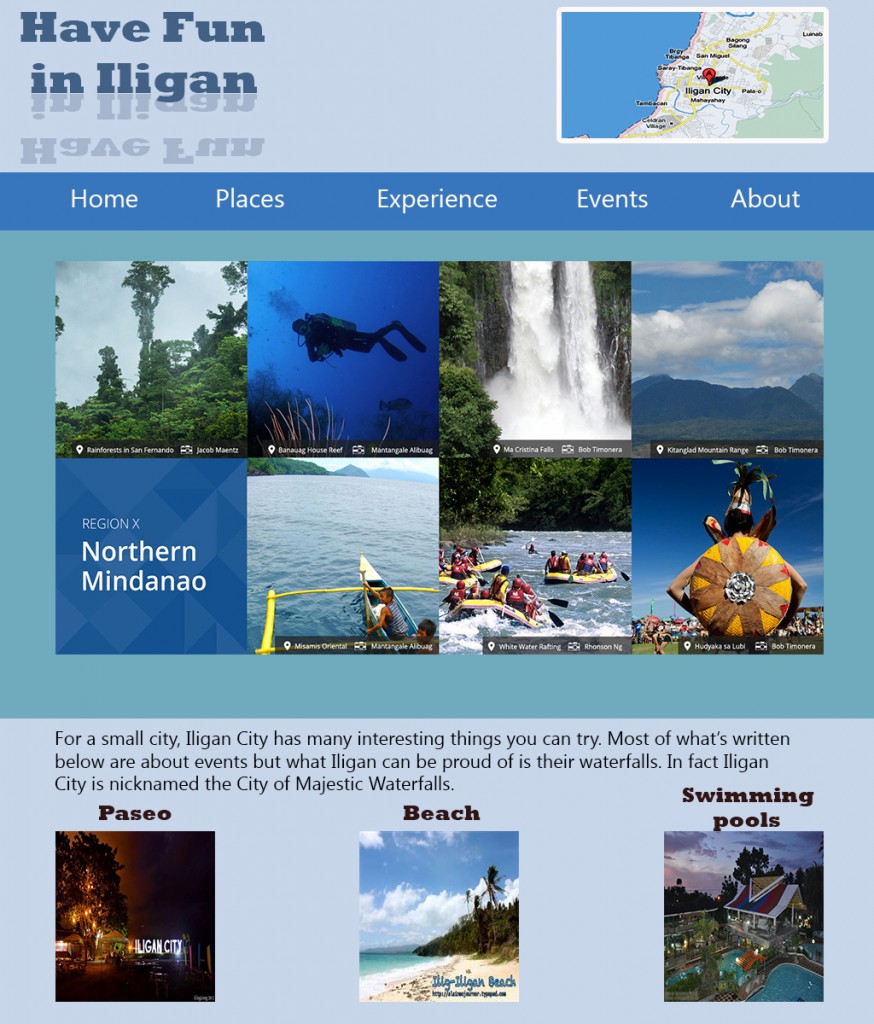 Have Fun
in Iligan
Bagong
Silang
Luinab
Brgy
Tibanga
San Miguel
Saray-Tibanga
A
Iligan City
Pala-o
Mahayahay
Tambacan
Celdran
Village
Home Places Experience Events About
Rainforests in San Fernando Jacob Maentz
Banauag House Reef Mantangale Alibuag
Ma Cristina Falls Bob Timonera
Kitanglad Mountain Range Bob Timonera
REGION X
Northern
Mindanao
Misamis Oriental Mantangale Alibuag
White Water Rafting Rhonson Ng
Hudyaka sa Lubi Bob Timonera
For a small city, Iligan City has many interesting things you can try. Most of what's written
below are about events but what Iligan can be proud of is their waterfalls. In fact Iligan
City is nicknamed the City of Majestic Waterfalls.
Paseo
Beach
Swimming
pools
ILIGAN CITY
Ilig-Iligan Beach